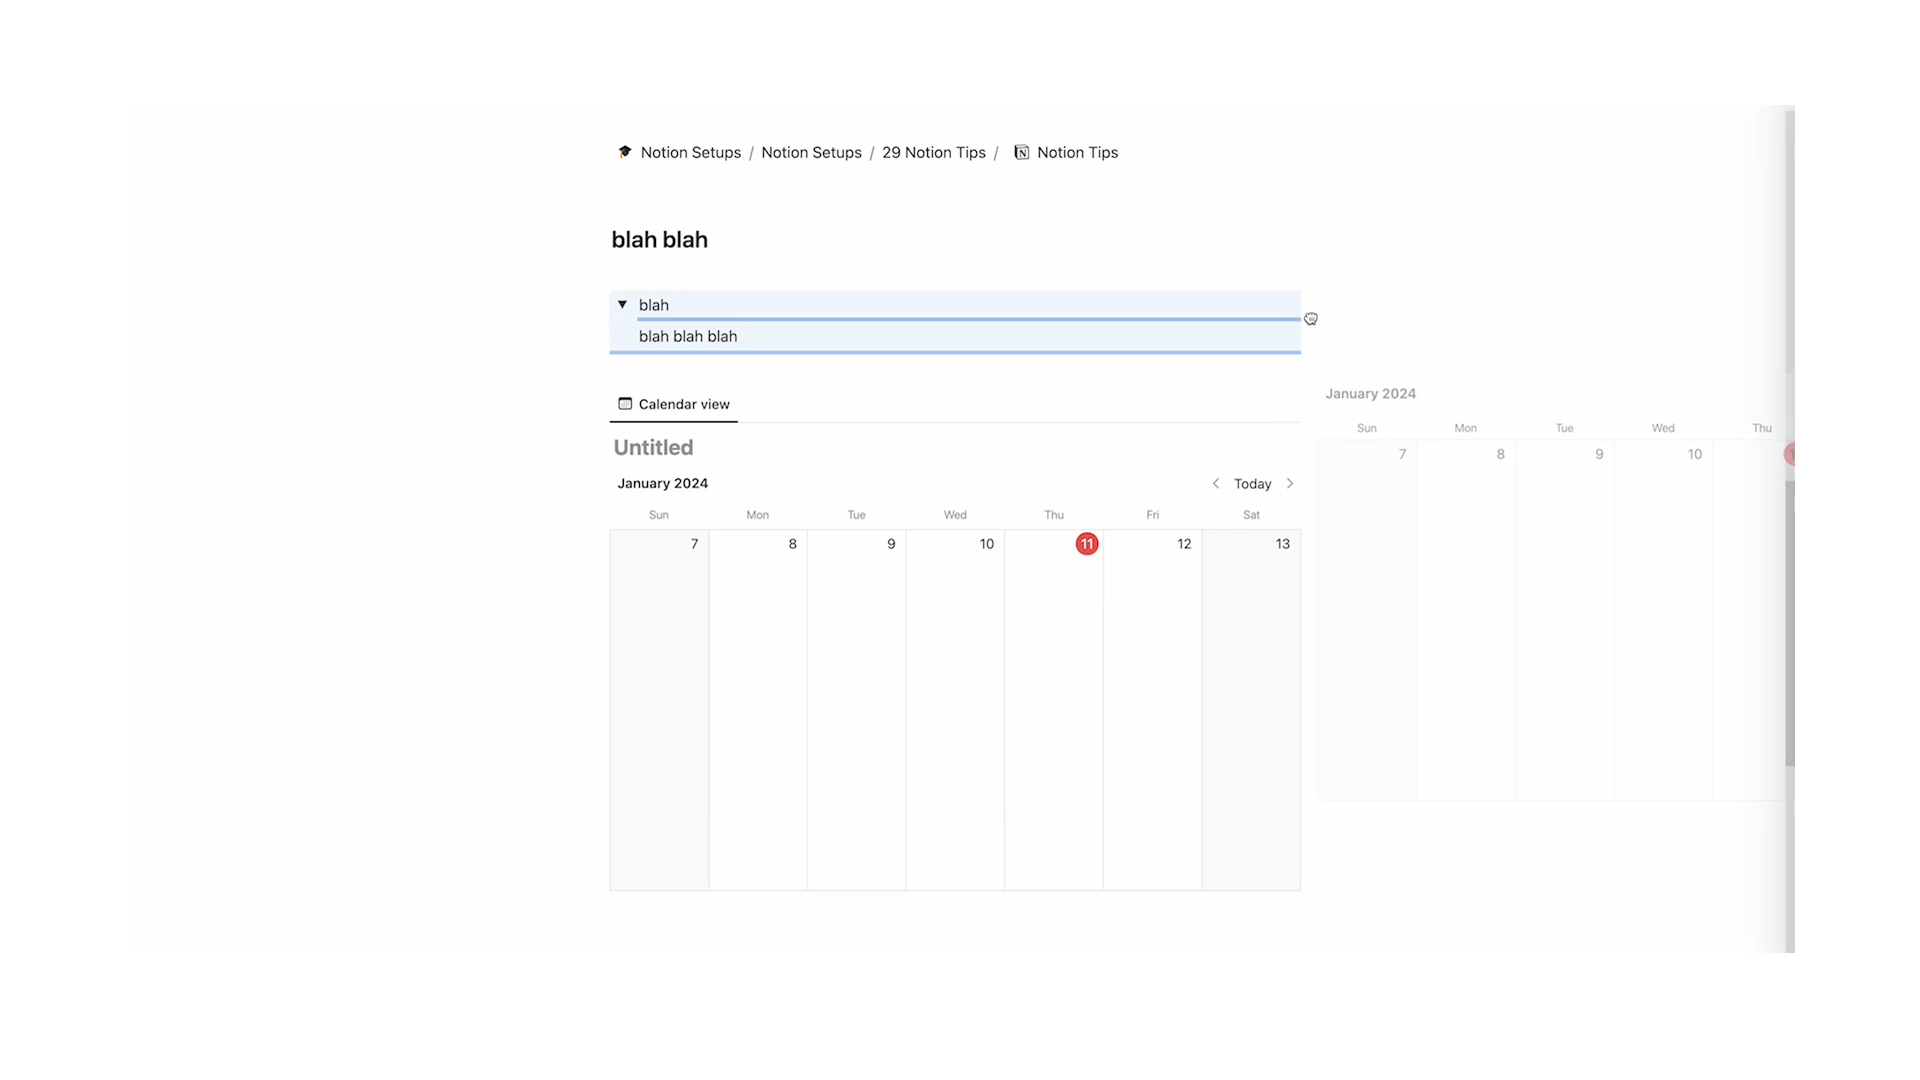 Notion Setups / Notion Setups / 29 Notion Tips / Notion Tips
blah blah
blah
blah blah blah
Calendar view
Untitled
January 2024
Today
Sun Mon Tue Wed Thu Fri Sat
7 8 9 10 11 12 13
January 2024
Sun Mon Tue Wed Thu
7 8 9 10